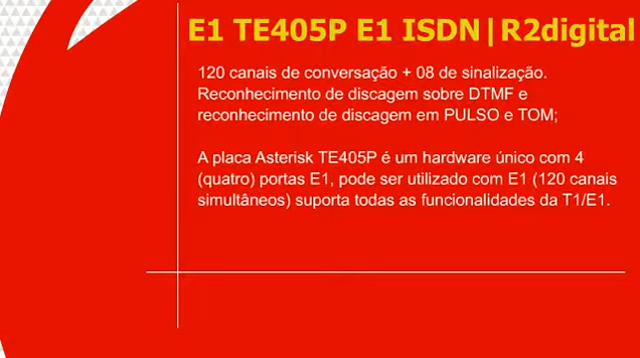 E1 TE405P E1 ISDN|R2digital
120 canais de conversação + 08 de sinalização.
Reconhecimento de discagem sobre DTMF e
reconhecimento de discagem em PULSO e TOM;
A placa Asterisk TE405P é um hardware único com 4
(quatro) portas E1, pode ser utilizado com E1 (120 canais
simultâneos) suporta todas as funcionalidades da T1/E1.